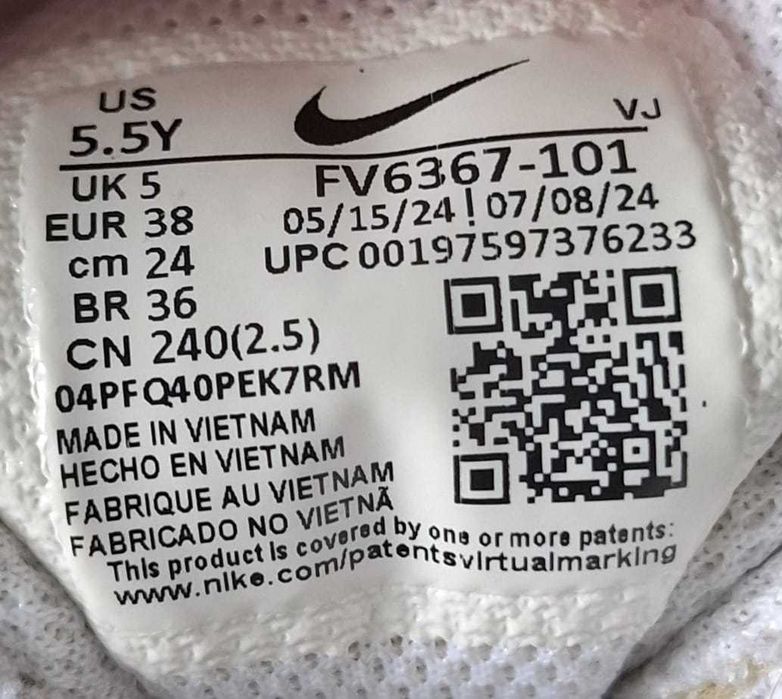 US
5.5Y
VJ
UK 5
FV6367-101
EUR 38
05/15/24!07/08/24
cm 24
UPC 00197597376233
BR 36
CN 240(2.5)
04PFQ40PEK7RM
MADE IN VIETNAM
HECHO EN VIETNAM
FABRIQUE AU VIETNAM
FABRICADO NO VIETNÃ
This product is covered by one or more patents:
www.nike.com/patentsvirtualmarking